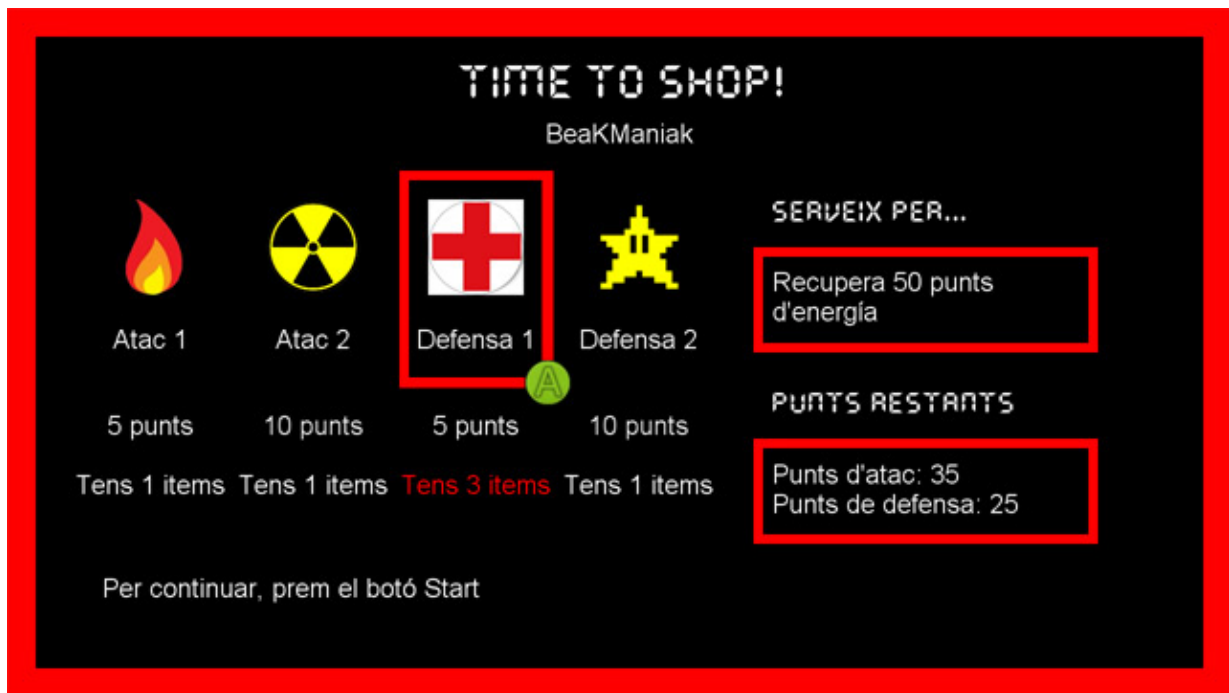 TIME TO SHOP!
BeaKManiak
Atac 1
Atac 2
Defensa 1
Defensa 2
A
5 punts
10 punts
5 punts
10 punts
Tens 1 items
Tens 1 items
Tens 3 items
Tens 1 items
SERVEIX PER...
Recupera 50 punts
d'energía
PUNTS RESTANTS
Punts d'atac: 35
Punts de defensa: 25
Per continuar, prem el botó Start